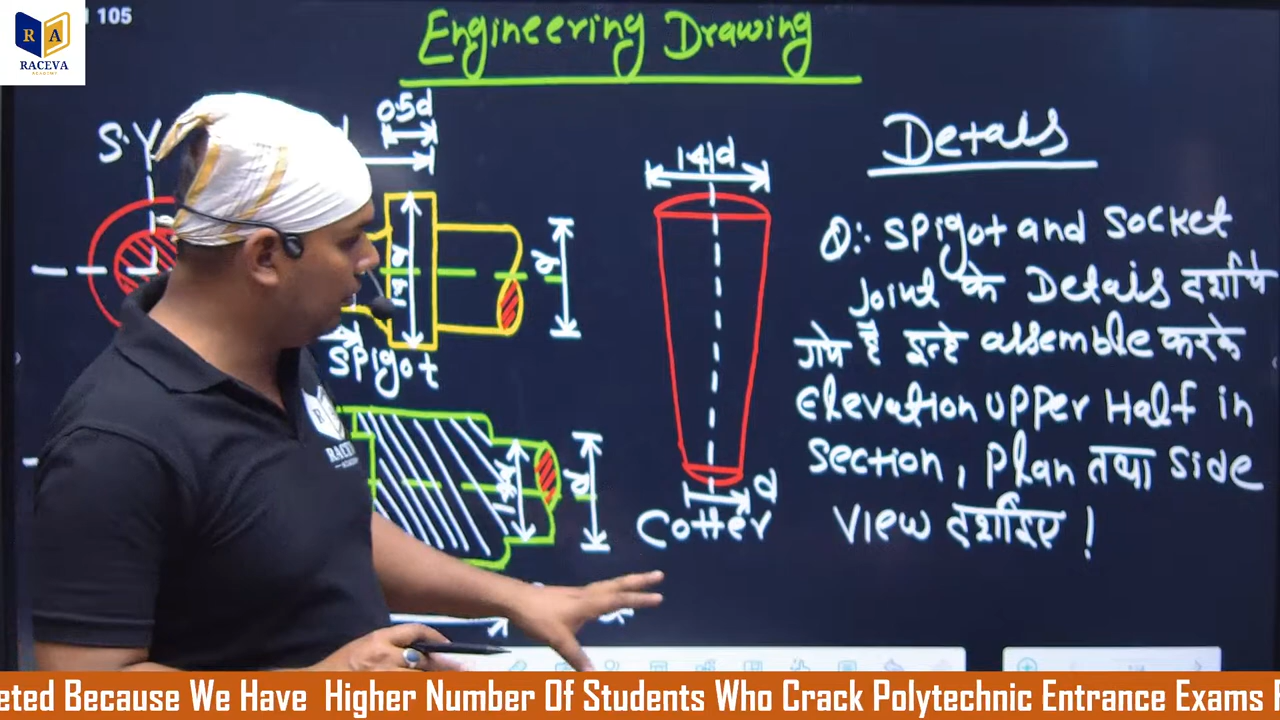 105
R A
RACEVA
ACADEMY
Engineering Drawing
S.V
0.5d
1.4d
Details
d
Q:. Spigot and Socket
Joint के Details दर्शाये
गये है इन्हे assemble करके
Elevation upper Half in
Section, Plan तथा side
view दर्शाइए !
Spigot
RACEVA
d
d
Cotter
eted Because We Have Higher Number Of Students Who Crack Polytechnic Entrance Exams